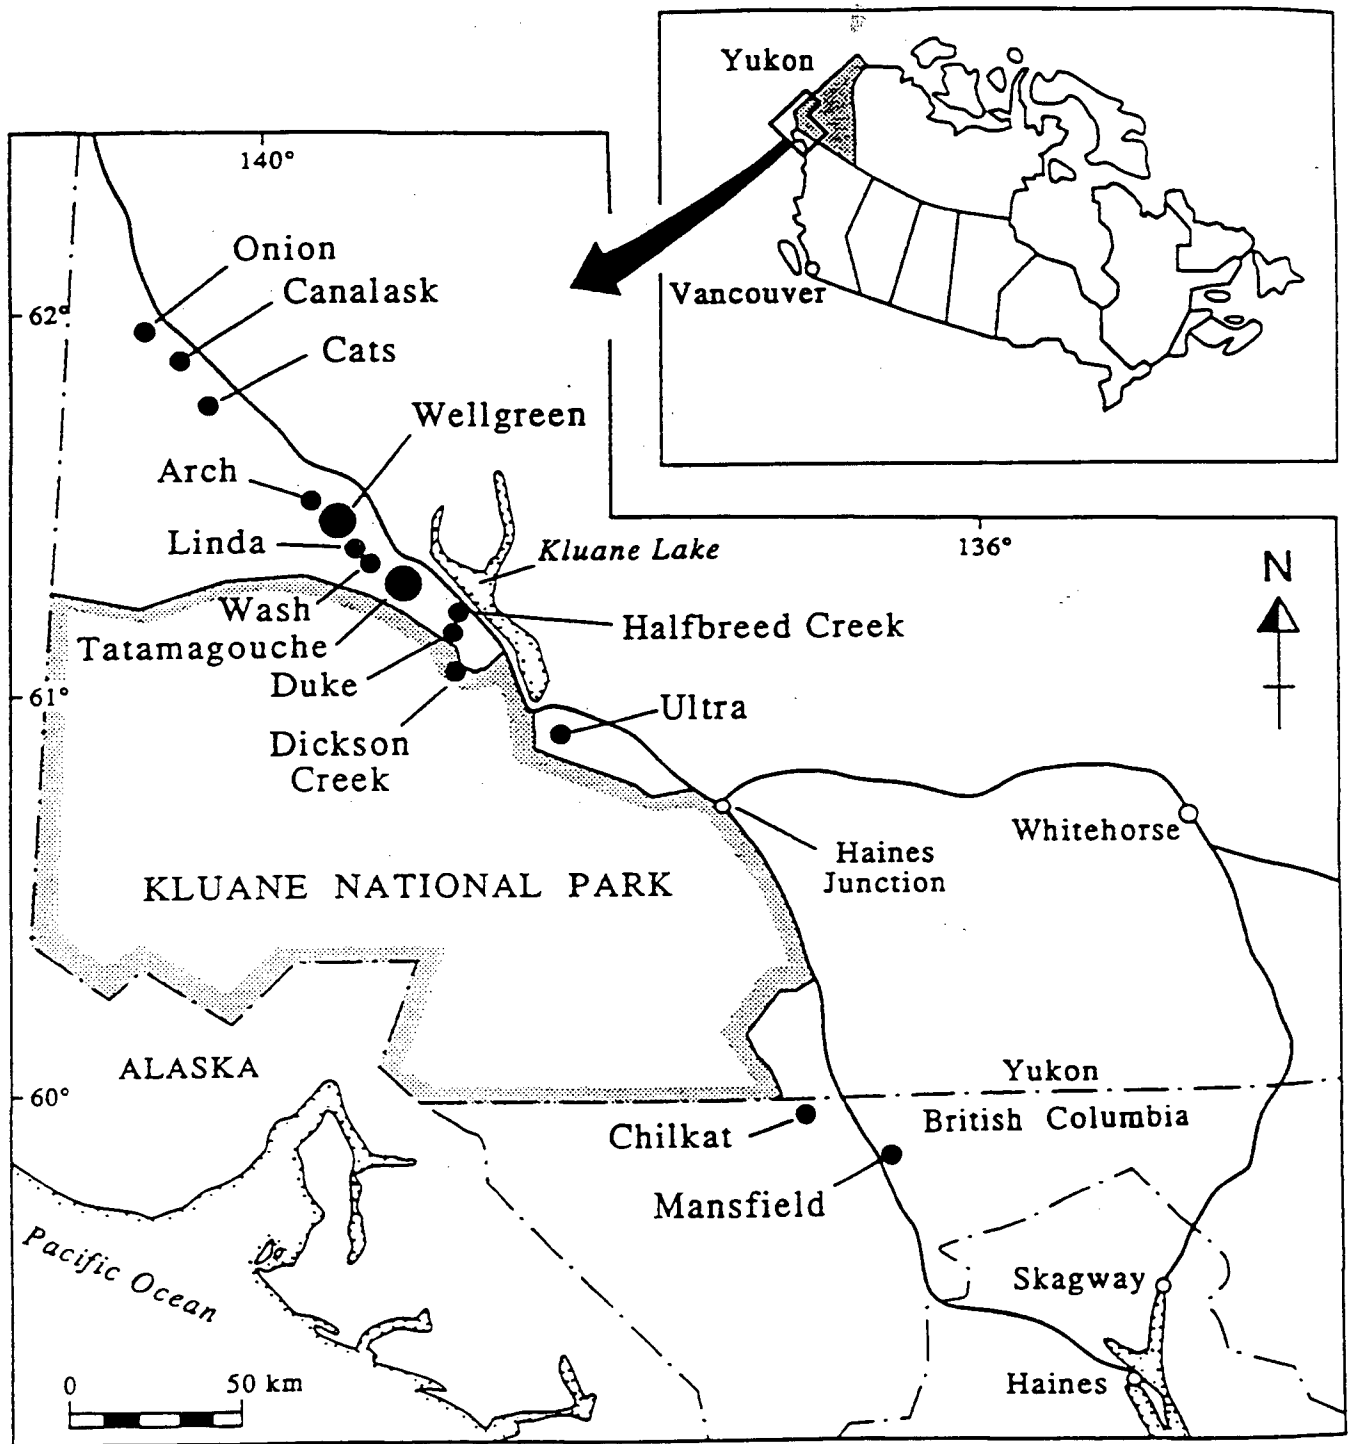 Yukon
Vancouver
140°
Onion
Canalask
62°
Cats
Wellgreen
Arch
Linda
Kluane Lake
136°
N
Wash
Halfbreed Creek
Tatamagouche
Duke
61°
Ultra
Dickson
Creek
Whitehorse
Haines
Junction
KLUANE NATIONAL PARK
ALASKA
Yukon
60°
British Columbia
Chilkat
Mansfield
Pacific Ocean
Skagway
0 50 km
Haines